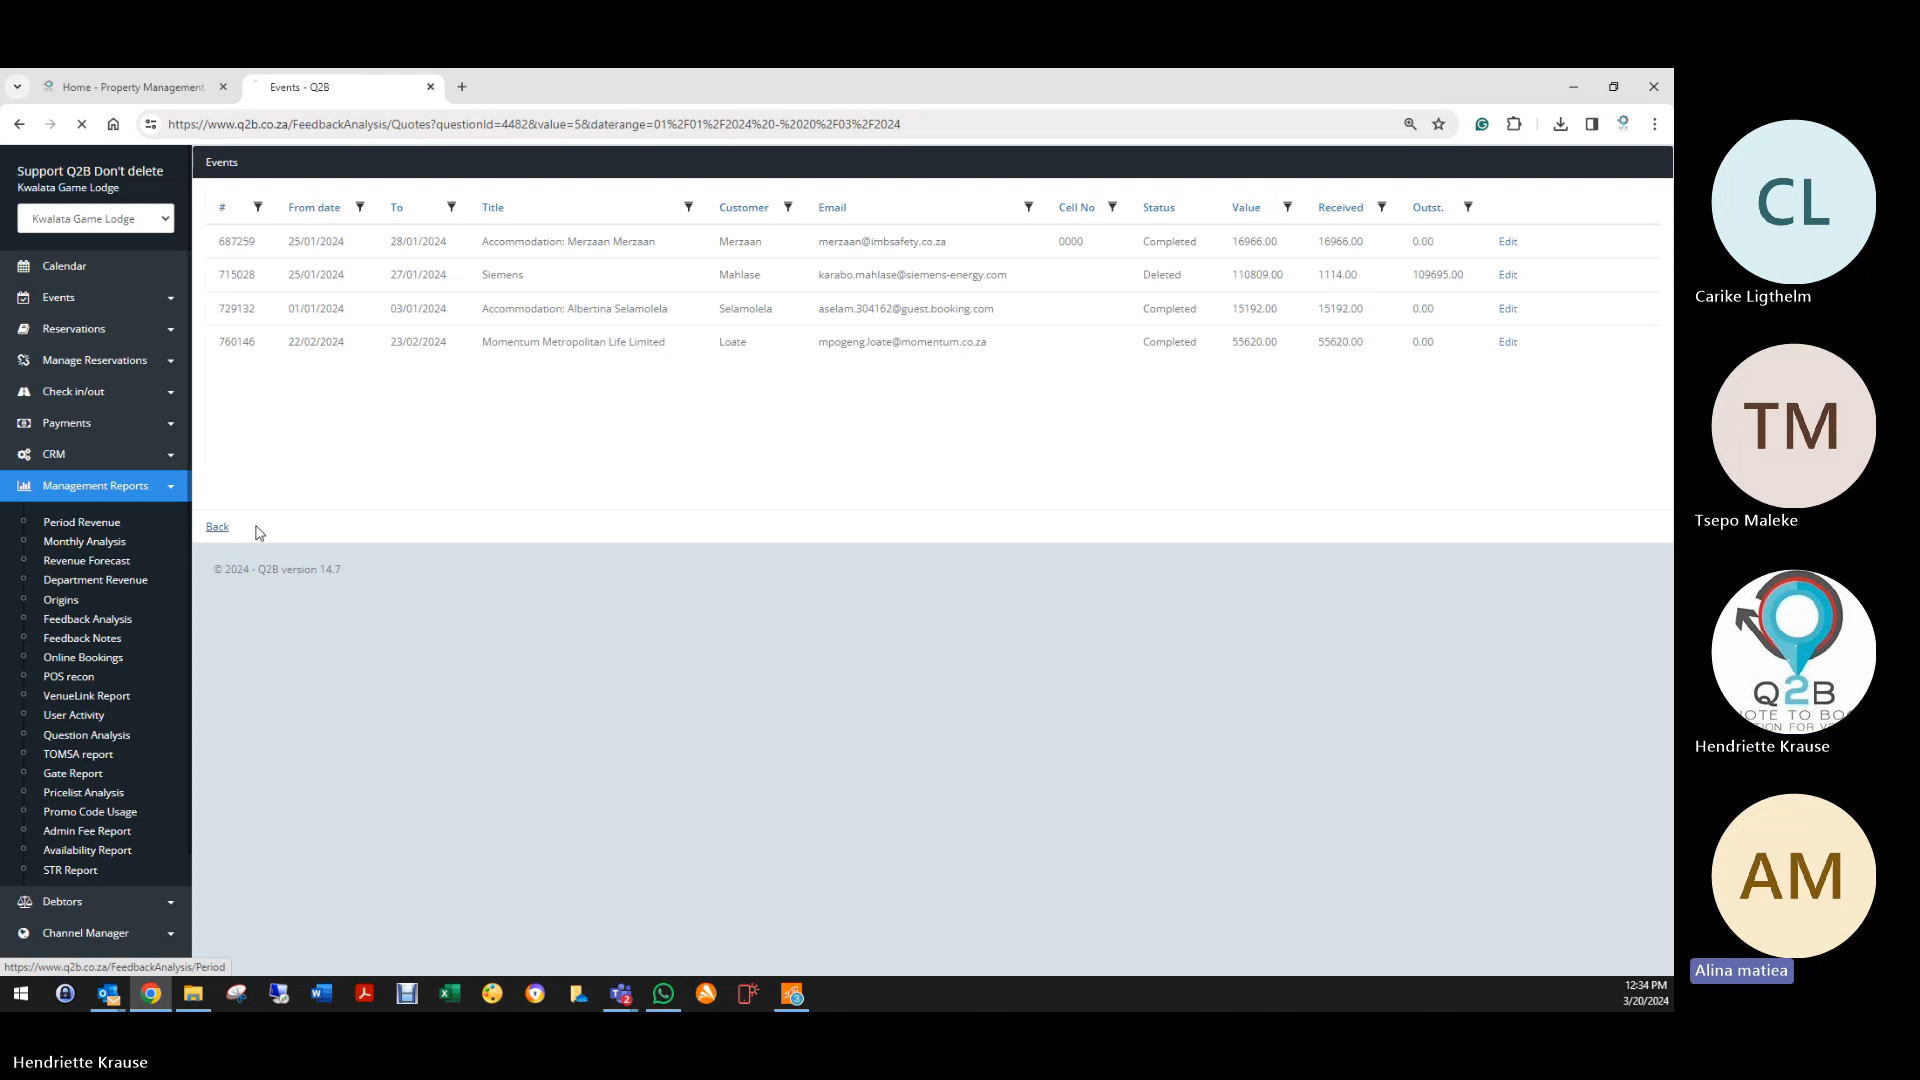 Home - Property Management
Events - Q2B
https://www.q2b.co.za/FeedbackAnalysis/Quotes?questionId=4482&value=5&daterange=01%2F01%2F2024%20-%2020%2F03%2F2024
Support Q2B Don't delete
Kwalata Game Lodge
Kwalata Game Lodge
Calendar
Events
Reservations
Manage Reservations
Check in/out
Payments
CRM
Management Reports
Period Revenue
Monthly Analysis
Revenue Forecast
Department Revenue
Origins
Feedback Analysis
Feedback Notes
Online Bookings
POS recon
VenueLink Report
User Activity
Question Analysis
TOMSA report
Gate Report
Pricelist Analysis
Promo Code Usage
Admin Fee Report
Availability Report
STR Report
Debtors
Channel Manager
https://www.q2b.co.za/FeedbackAnalysis/Period
Events
# From date To Title Customer Email Cell No Status Value Received Outst.
687259 25/01/2024 28/01/2024 Accommodation: Merzaan Merzaan Merzaan merzaan@imbsafety.co.za 0000 Completed 16966.00 16966.00 0.00 Edit
715028 25/01/2024 27/01/2024 Siemens Mahlase karabo.mahlase@siemens-energy.com Deleted 110809.00 1114.00 109695.00 Edit
729132 01/01/2024 03/01/2024 Accommodation: Albertina Selamolela Selamolela aselam.304162@guest.booking.com Completed 15192.00 15192.00 0.00 Edit
760146 22/02/2024 23/02/2024 Momentum Metropolitan Life Limited Loate mpogeng.loate@momentum.co.za Completed 55620.00 55620.00 0.00 Edit
Back
© 2024 - Q2B version 14.7
12:34 PM
3/20/2024
CL
Carike Ligthelm
TM
Tsepo Maleke
Q2B
Hendriette Krause
AM
Alina matiea
Hendriette Krause